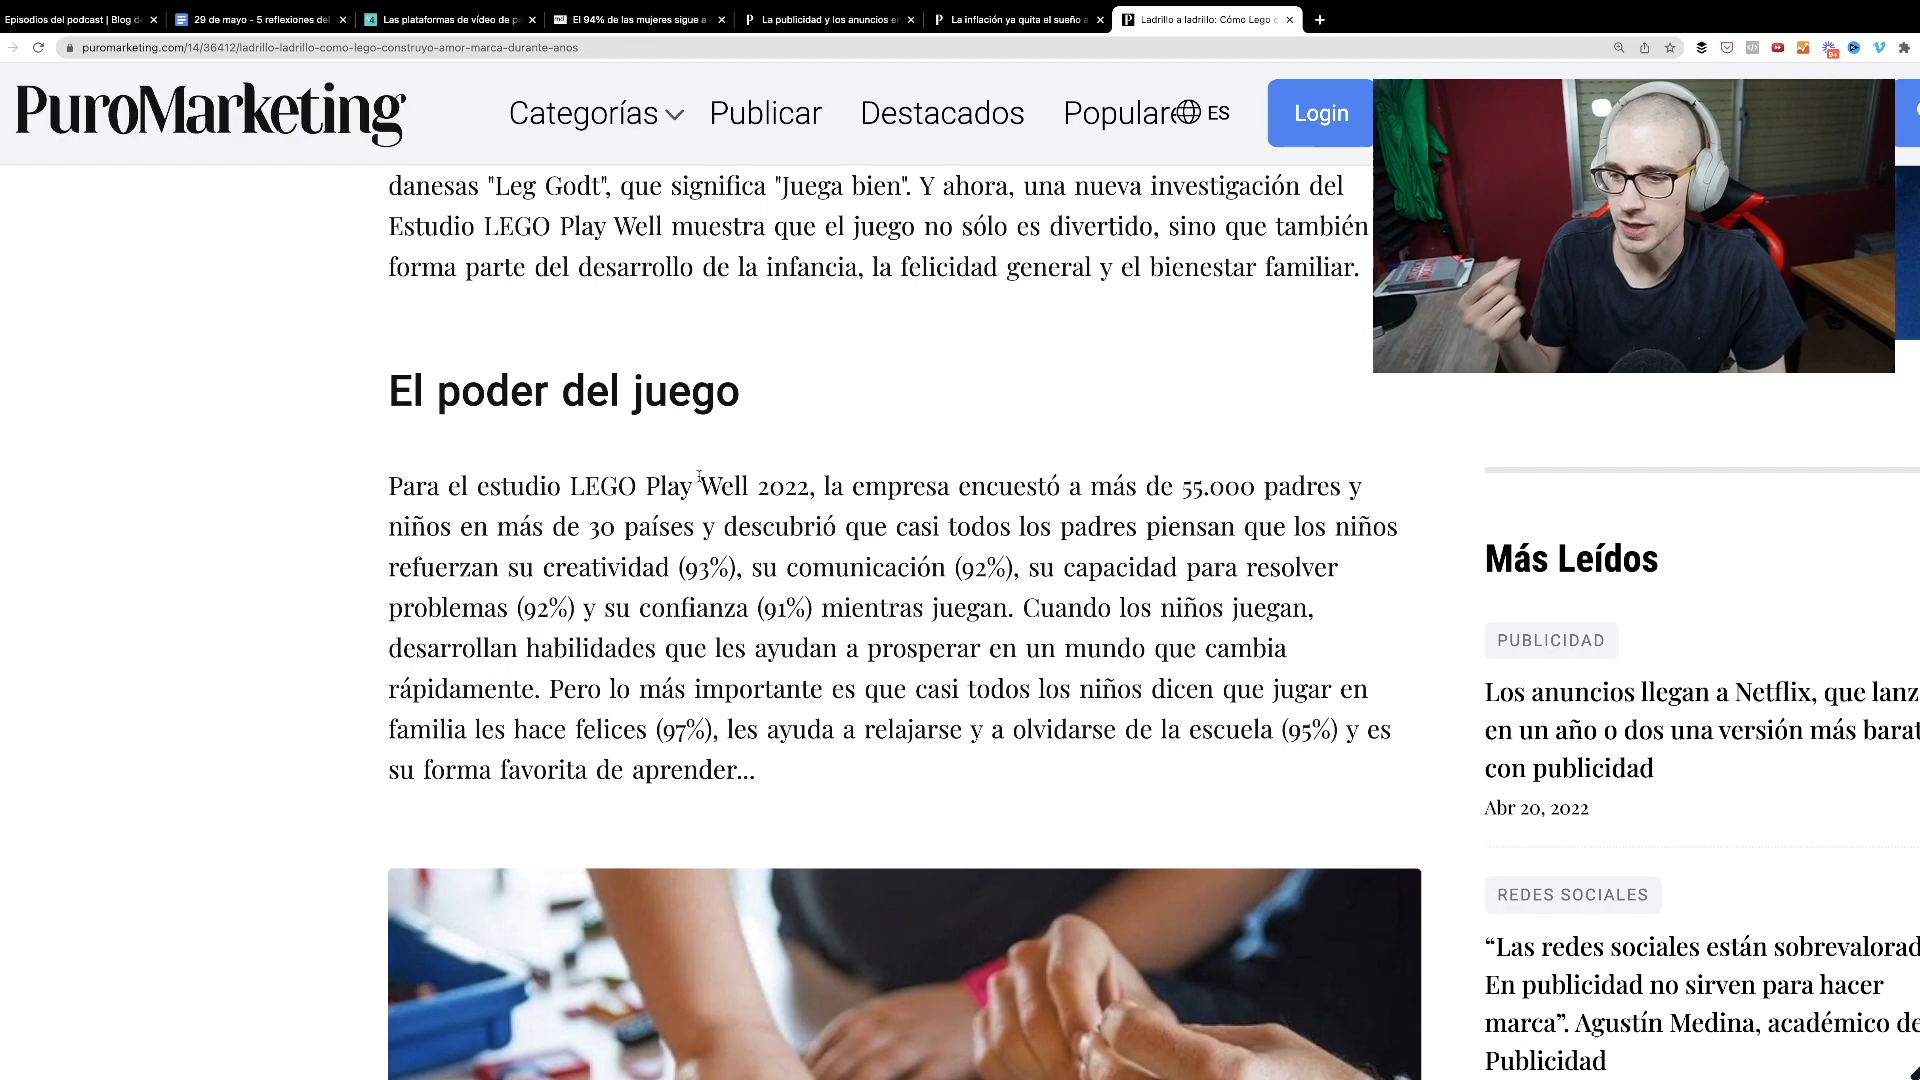 Episodios del podcast | Blog de
29 de mayo - 5 reflexiones del
Las plataformas de vídeo de pa
El 94% de las mujeres sigue a
La publicidad y los anuncios en
La inflación ya quita el sueño a
Ladrillo a ladrillo: Cómo Lego c
puromarketing.com/14/36412/ladrillo-ladrillo-como-lego-construyo-amor-marca-durante-anos
PuroMarketing
Categorías
Publicar
Destacados
Populare
ES
Login
danesas "Leg Godt", que significa "Juega bien". Y ahora, una nueva investigación del
Estudio LEGO Play Well muestra que el juego no sólo es divertido, sino que también
forma parte del desarrollo de la infancia, la felicidad general y el bienestar familiar.
El poder del juego
Para el estudio LEGO Play Well 2022, la empresa encuestó a más de 55.000 padres y
niños en más de 30 países y descubrió que casi todos los padres piensan que los niños
refuerzan su creatividad (93%), su comunicación (92%), su capacidad para resolver
problemas (92%) y su confianza (91%) mientras juegan. Cuando los niños juegan,
desarrollan habilidades que les ayudan a prosperar en un mundo que cambia
rápidamente. Pero lo más importante es que casi todos los niños dicen que jugar en
familia les hace felices (97%), les ayuda a relajarse y a olvidarse de la escuela (95%) y es
su forma favorita de aprender...
Más Leídos
PUBLICIDAD
Los anuncios llegan a Netflix, que lanz
en un año o dos una versión más barat
con publicidad
Abr 20, 2022
REDES SOCIALES
“Las redes sociales están sobrevalorad
En publicidad no sirven para hacer
marca”. Agustín Medina, académico de
Publicidad